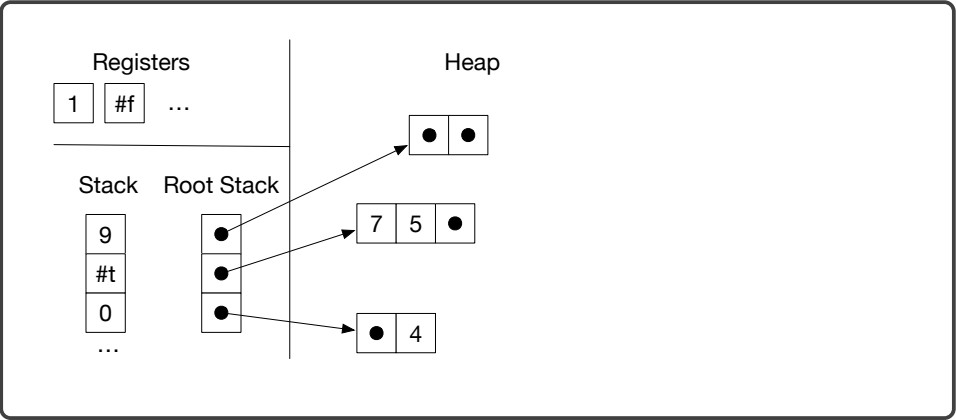 Registers
Heap
1 #f …
Stack Root Stack
9
7 5
#t
0
4
…